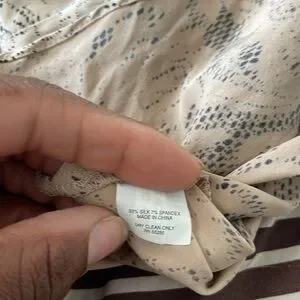 93% SILK 7% SPANDEX
MADE IN CHINA
DRY CLEAN ONLY